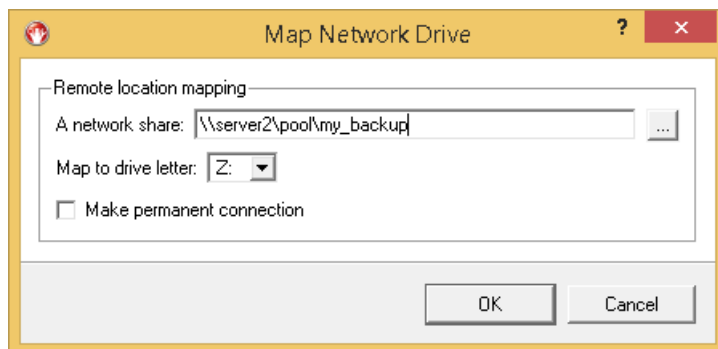 Map Network Drive ? ×
Remote location mapping
A network share: \\server2\pool\my_backup ...
Map to drive letter: Z:
Make permanent connection
OK Cancel